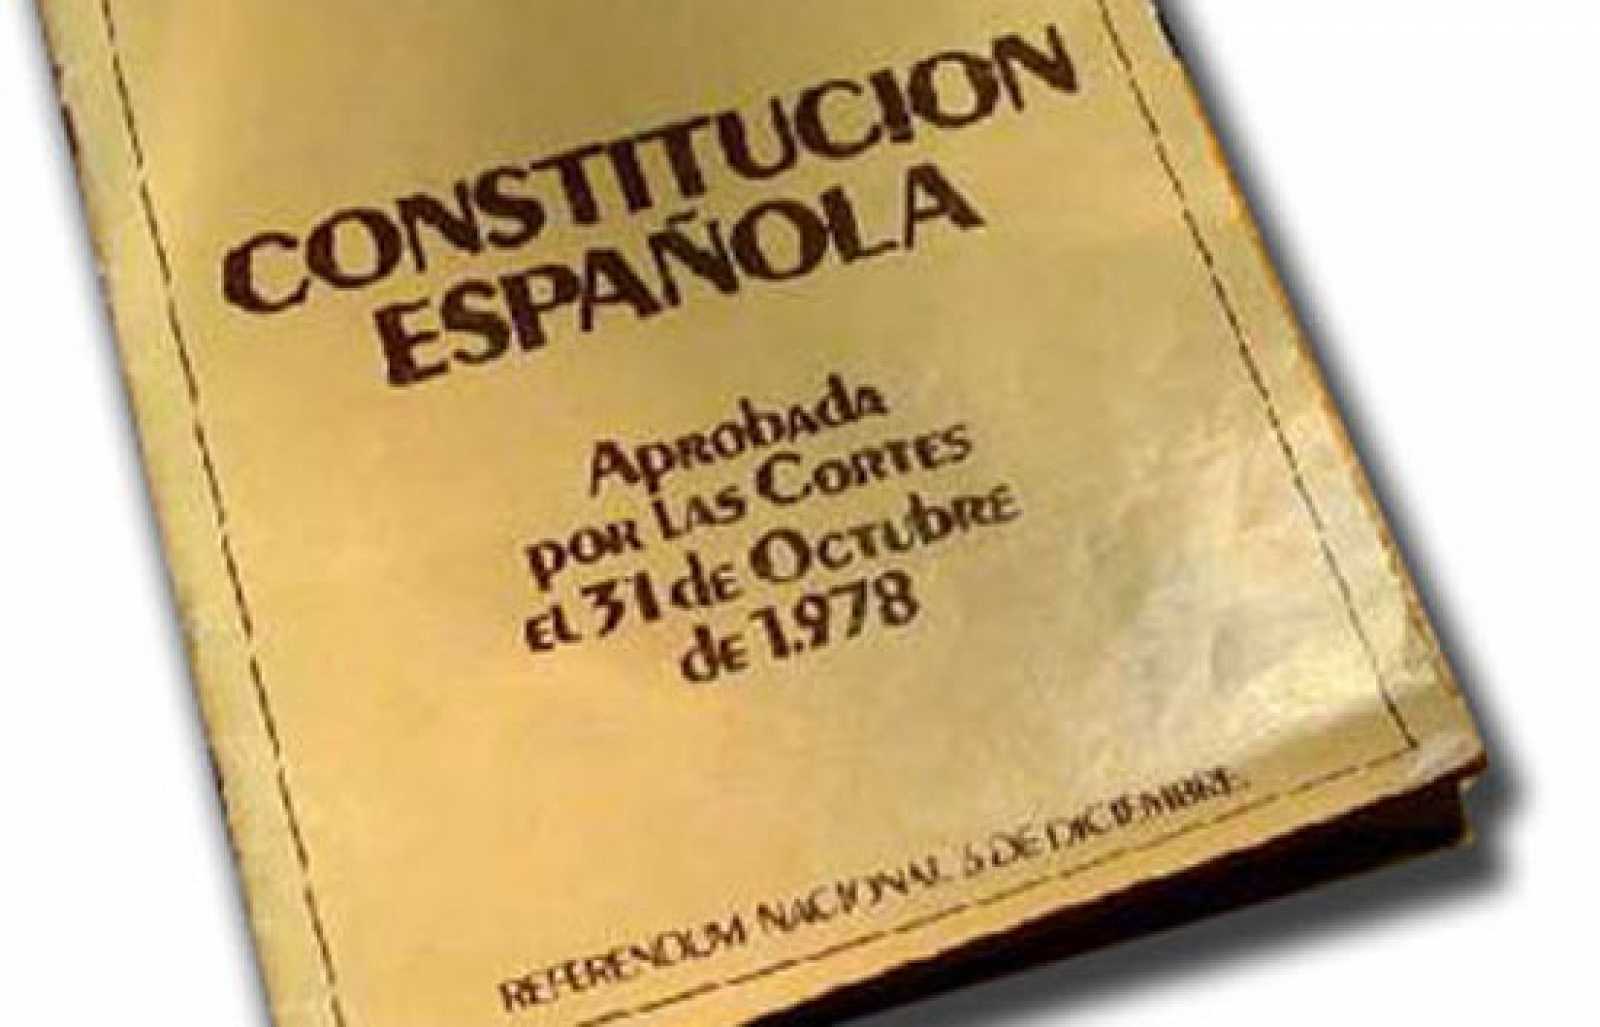 CONSTITUCION
ESPAÑOLA
APROBADA
POR LAS CORTES
EL 31 de OCTUBRE
de 1.978
REFERENDUM NACIONAL 6 DE DICIEMBRE